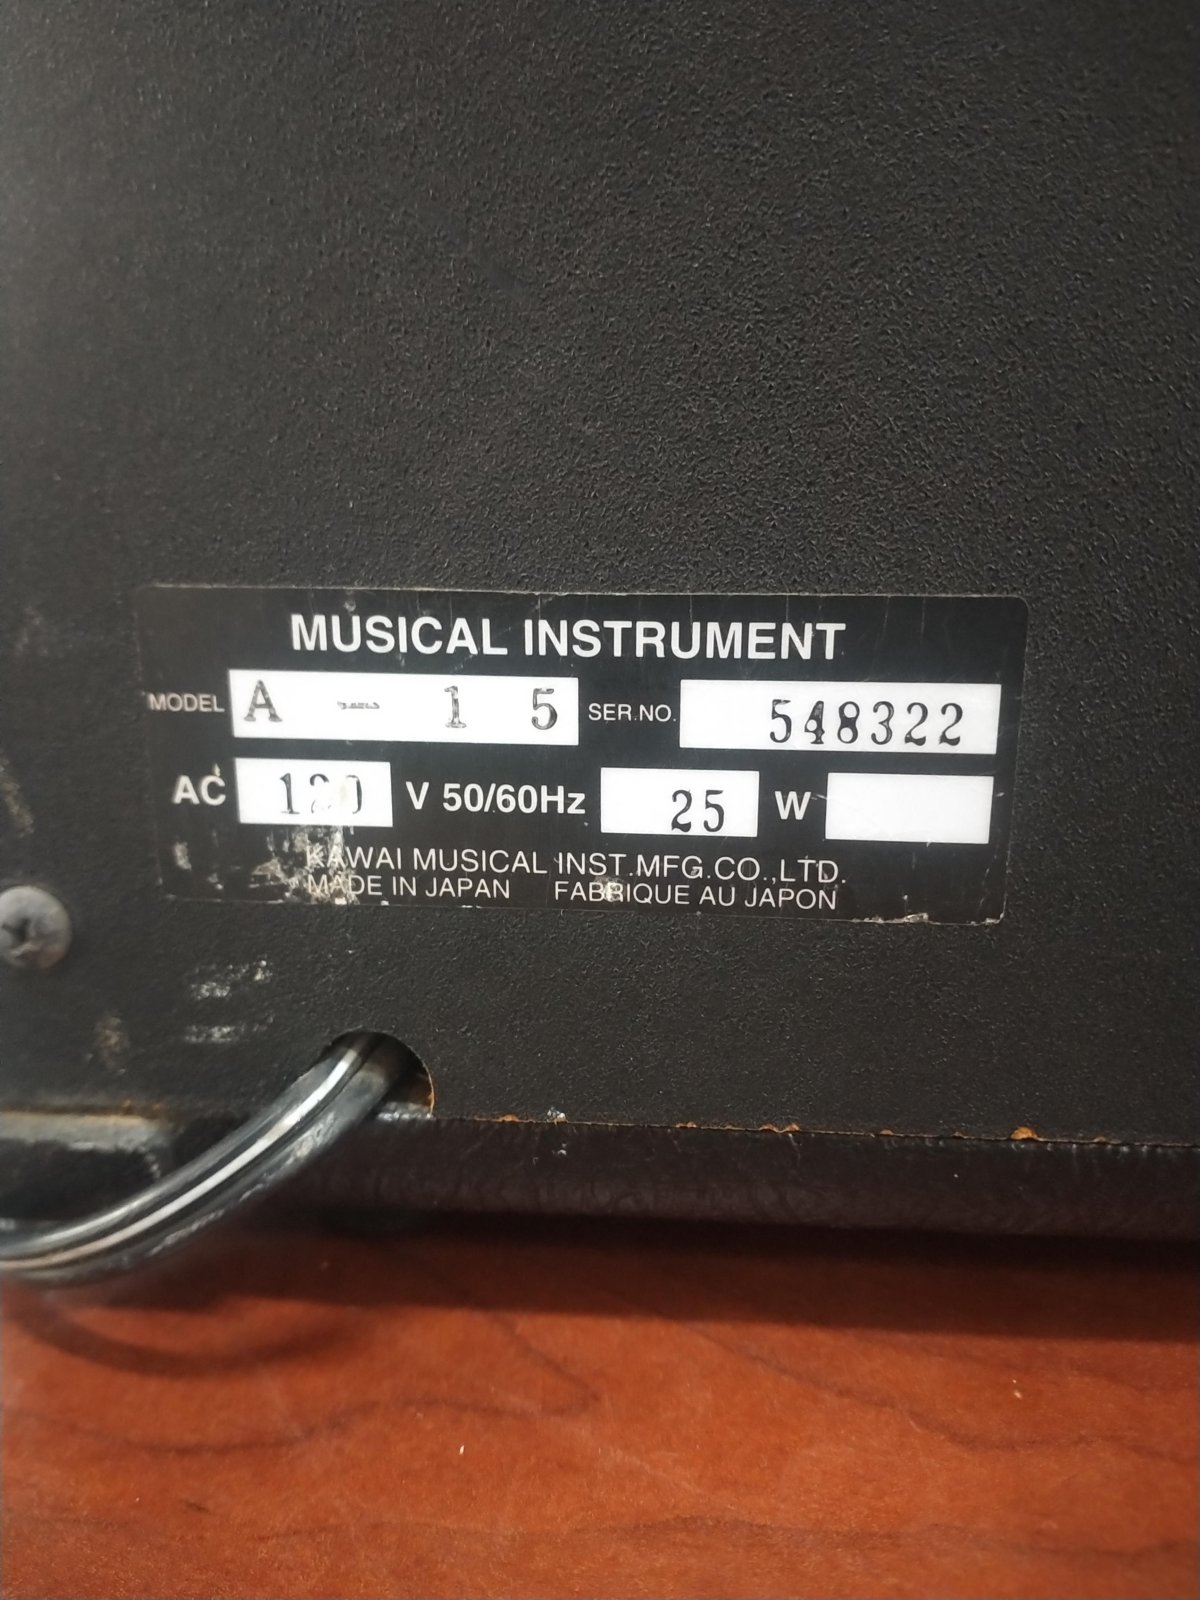 MUSICAL INSTRUMENT
MODEL A - 1 5 SER.NO. 548322
AC 120 V 50/60Hz 25 W
KAWAI MUSICAL INST.MFG.CO.,LTD.
MADE IN JAPAN FABRIQUE AU JAPON